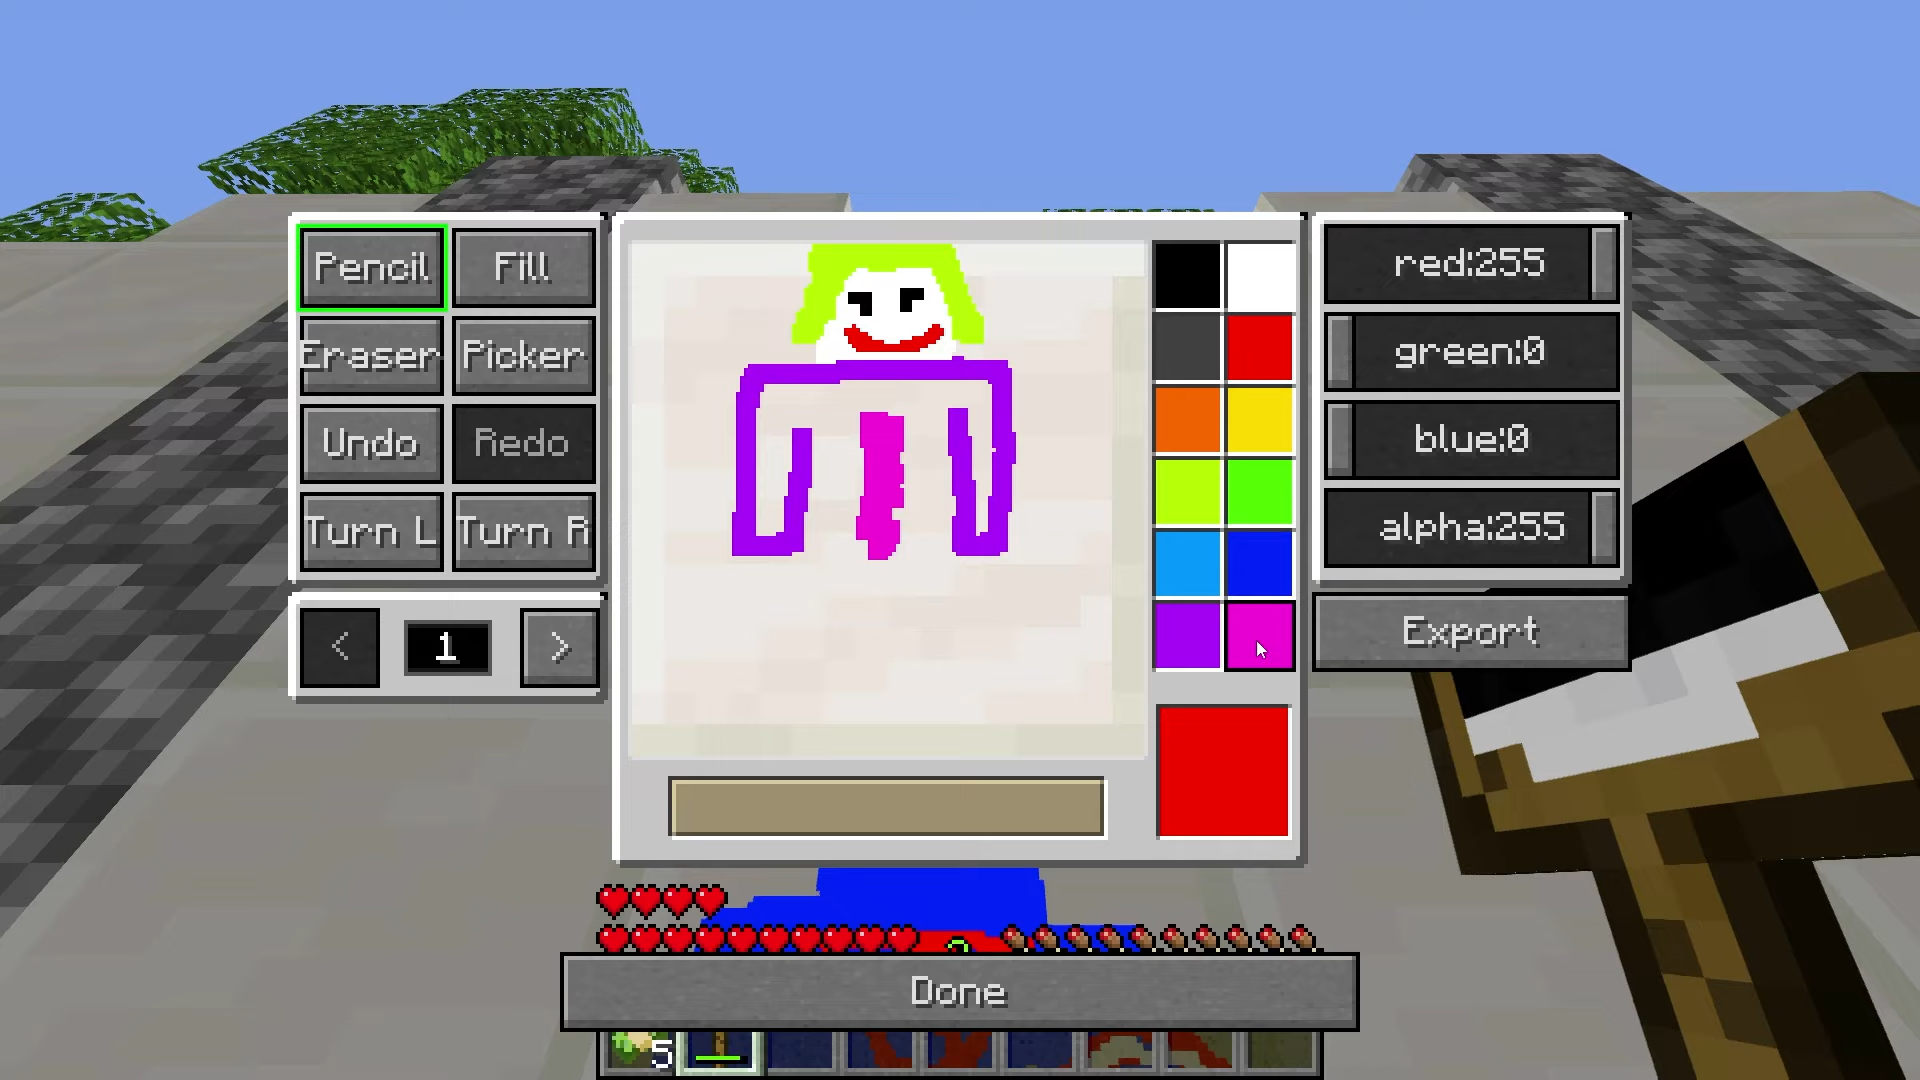 Pencil
Fill
Eraser
Picker
Undo
Redo
Turn L
Turn R
<
1
>
red:255
green:0
blue:0
alpha:255
Export
Done
5